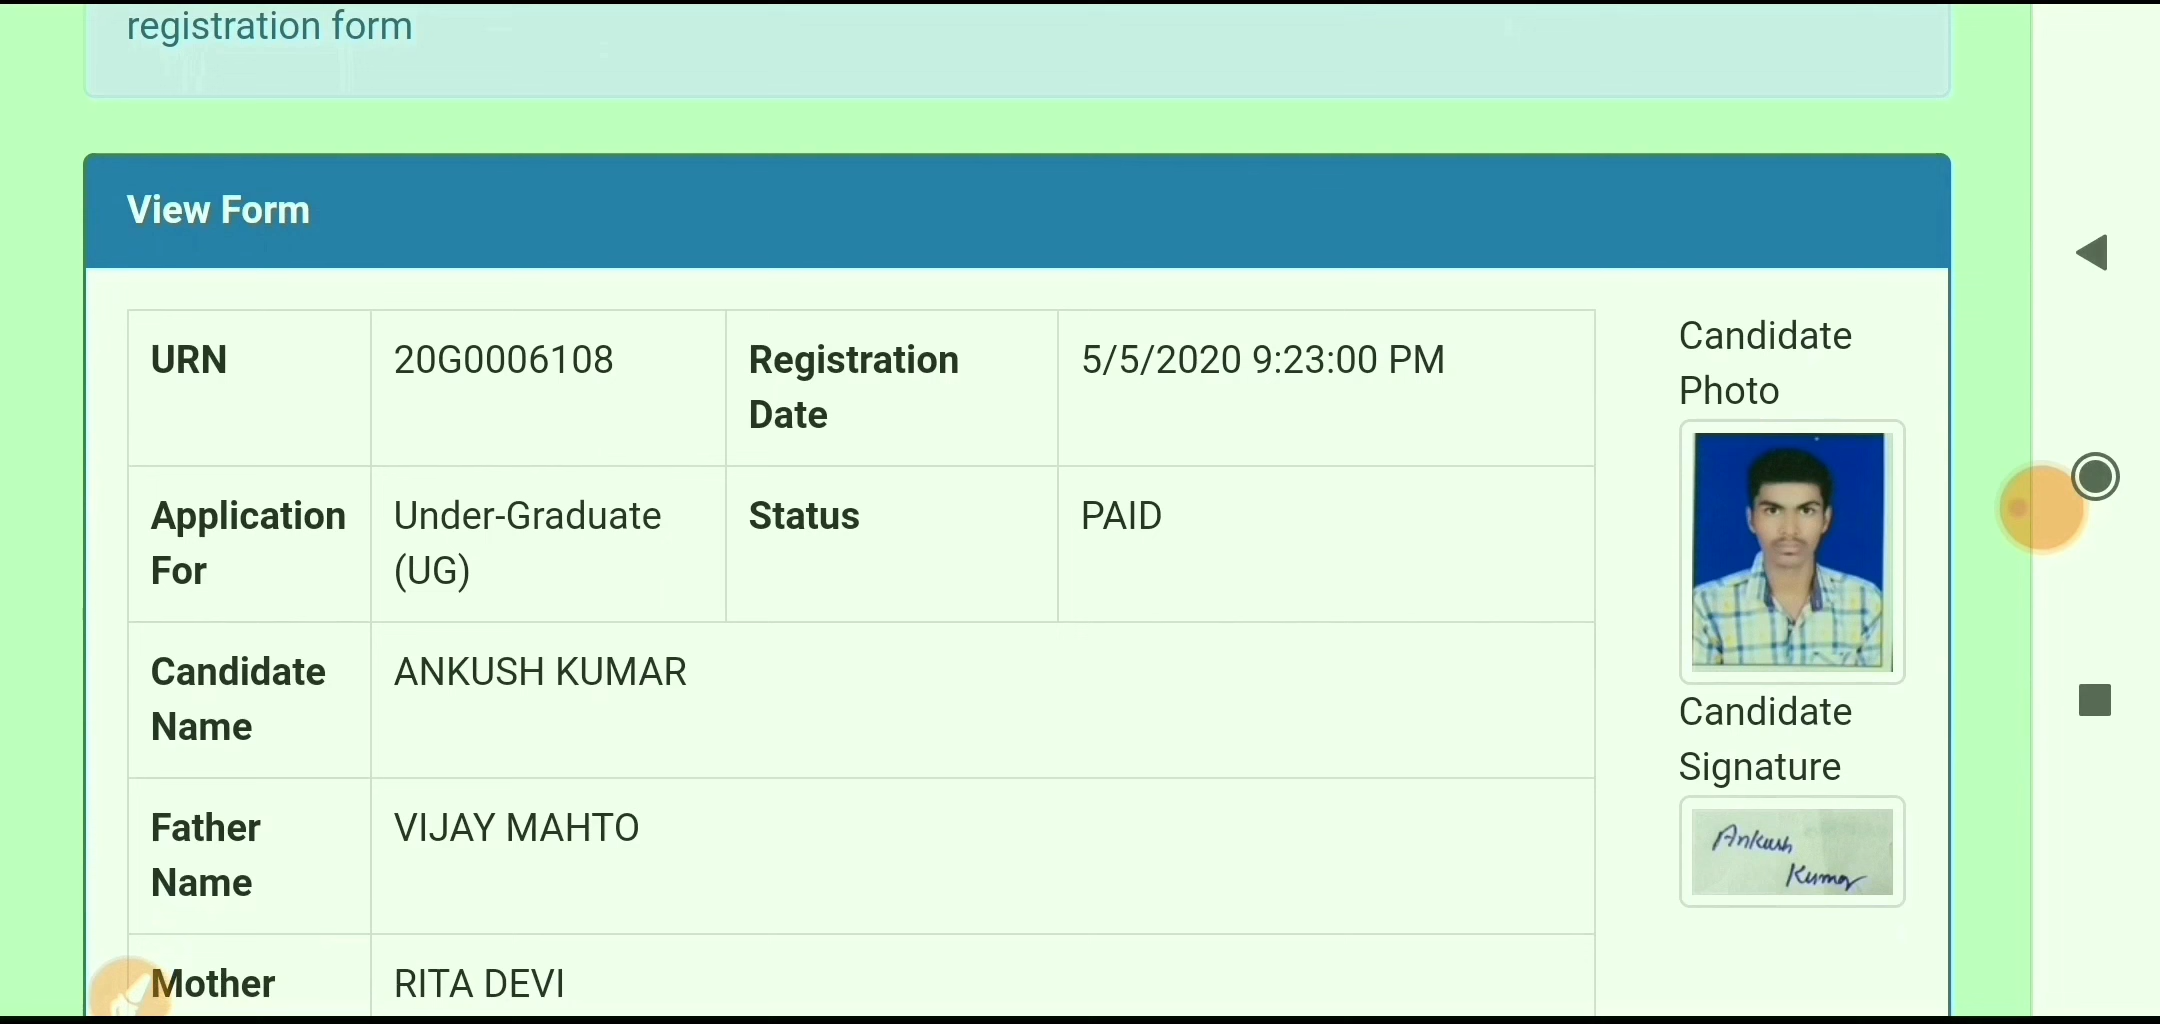 registration form
View Form
URN 20G0006108 Registration Date 5/5/2020 9:23:00 PM
Application For Under-Graduate (UG) Status PAID
Candidate Name ANKUSH KUMAR
Father Name VIJAY MAHTO
Mother RITA DEVI
Candidate
Photo
Candidate
Signature
Ankush
Kumar